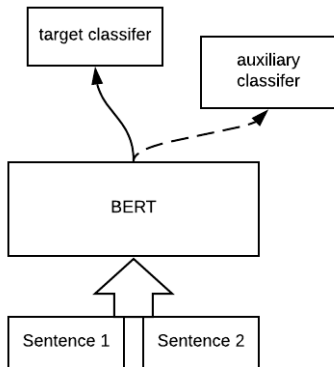 target classifer
auxiliary
classifer
BERT
Sentence 1
Sentence 2